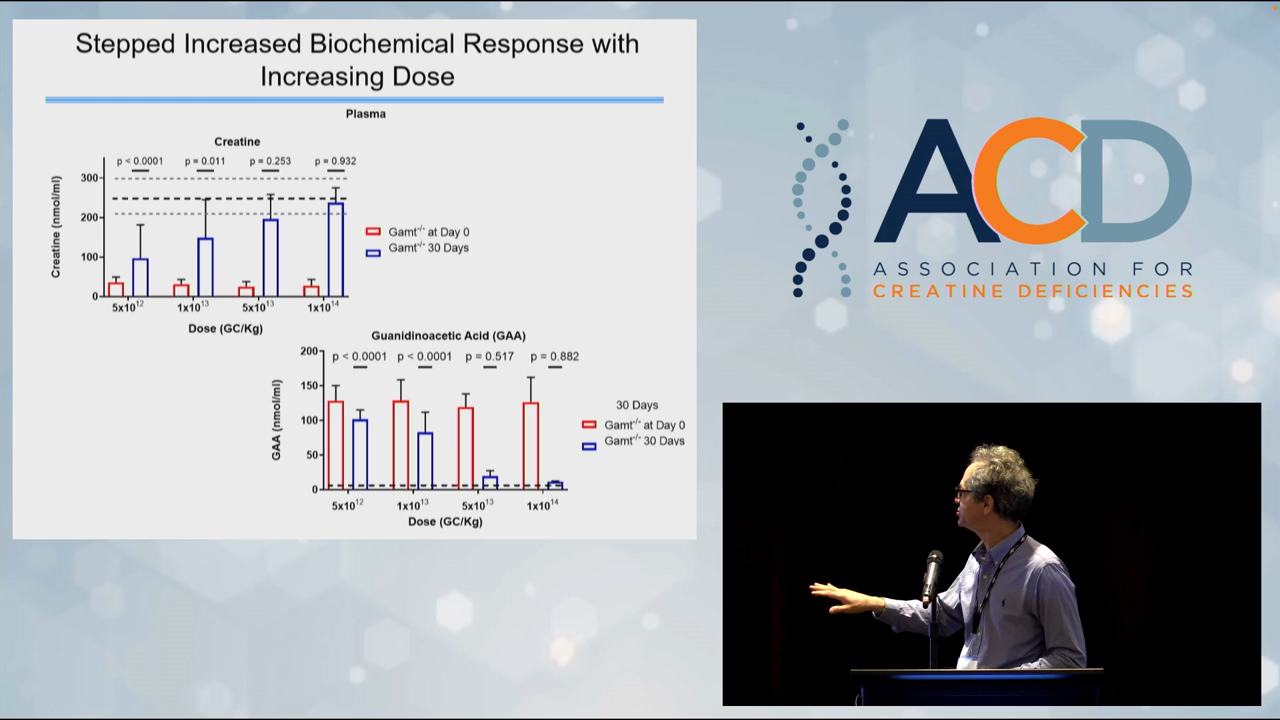 Stepped Increased Biochemical Response with
Increasing Dose
Plasma
Creatine
p < 0.0001 p = 0.011 p = 0.253 p = 0.932
Creatine (nmol/ml)
300
200
100
0
5x10¹² 1x10¹³ 5x10¹³ 1x10¹⁴
Dose (GC/Kg)
Gamt⁻/⁻ at Day 0
Gamt⁻/⁻ 30 Days
Guanidinoacetic Acid (GAA)
p < 0.0001 p < 0.0001 p = 0.517 p = 0.882
GAA (nmol/ml)
200
150
100
50
0
5x10¹² 1x10¹³ 5x10¹³ 1x10¹⁴
Dose (GC/Kg)
30 Days
Gamt⁻/⁻ at Day 0
Gamt⁻/⁻ 30 Days
ACD
ASSOCIATION FOR
CREATINE DEFICIENCIES